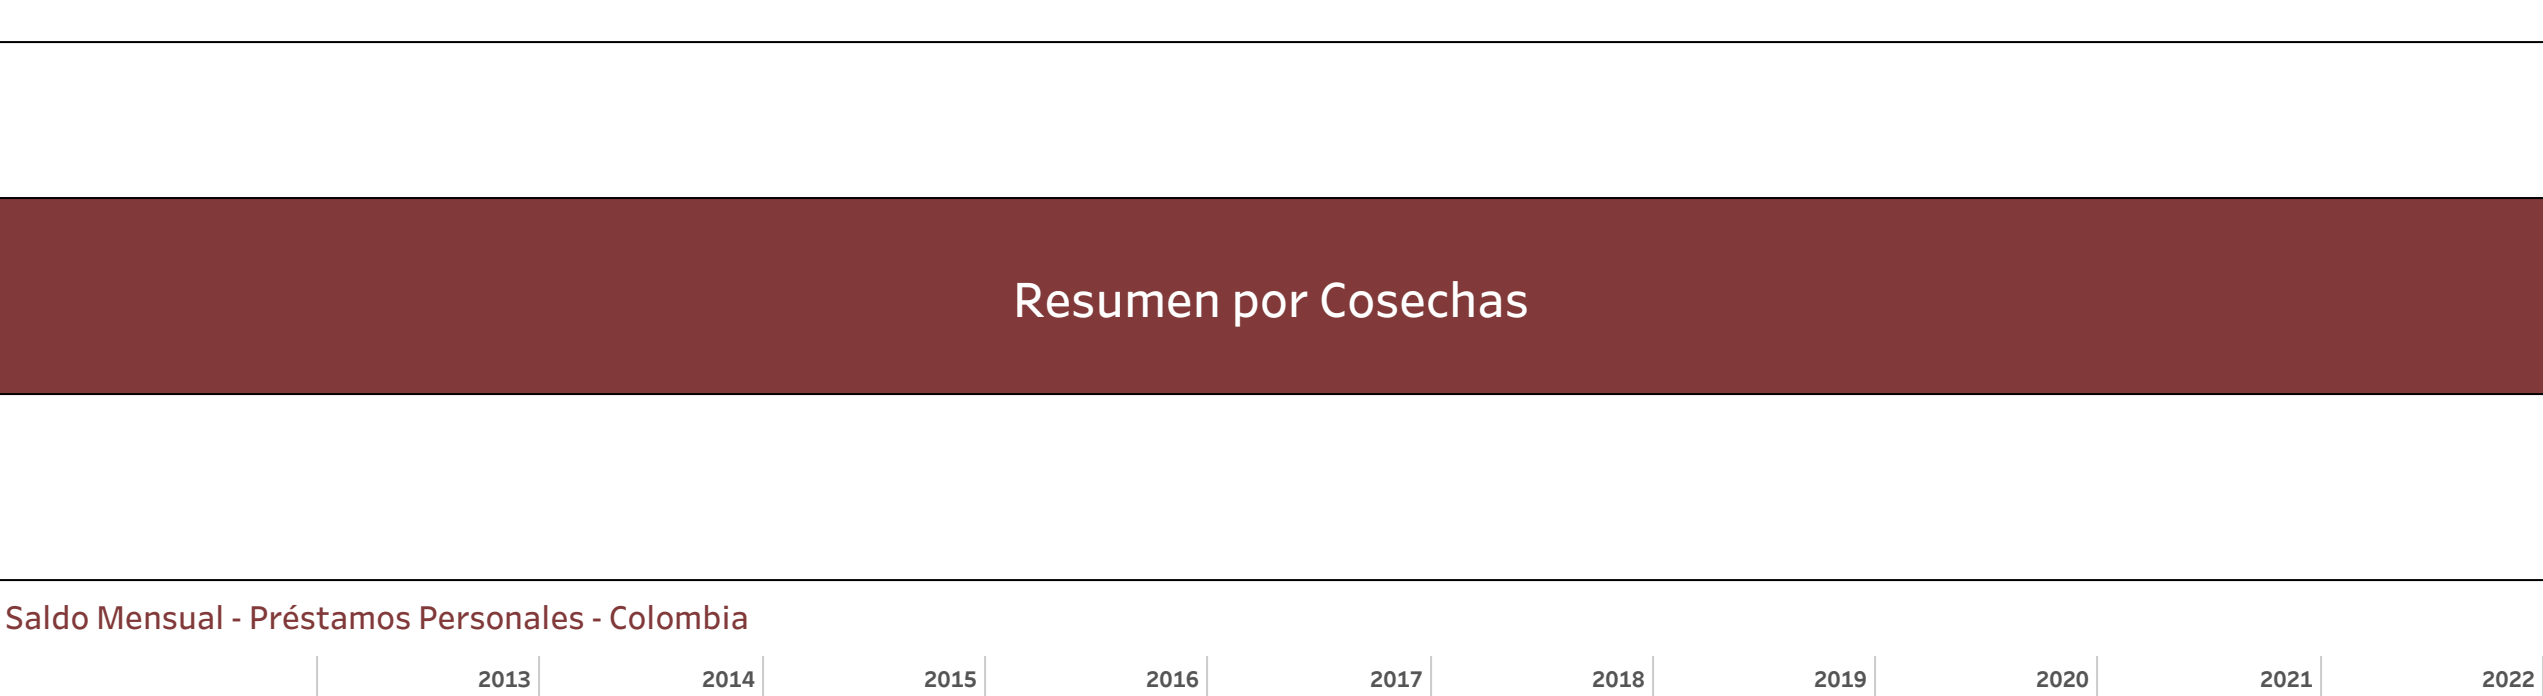 Resumen por Cosechas
Saldo Mensual - Préstamos Personales - Colombia
2013 2014 2015 2016 2017 2018 2019 2020 2021 2022